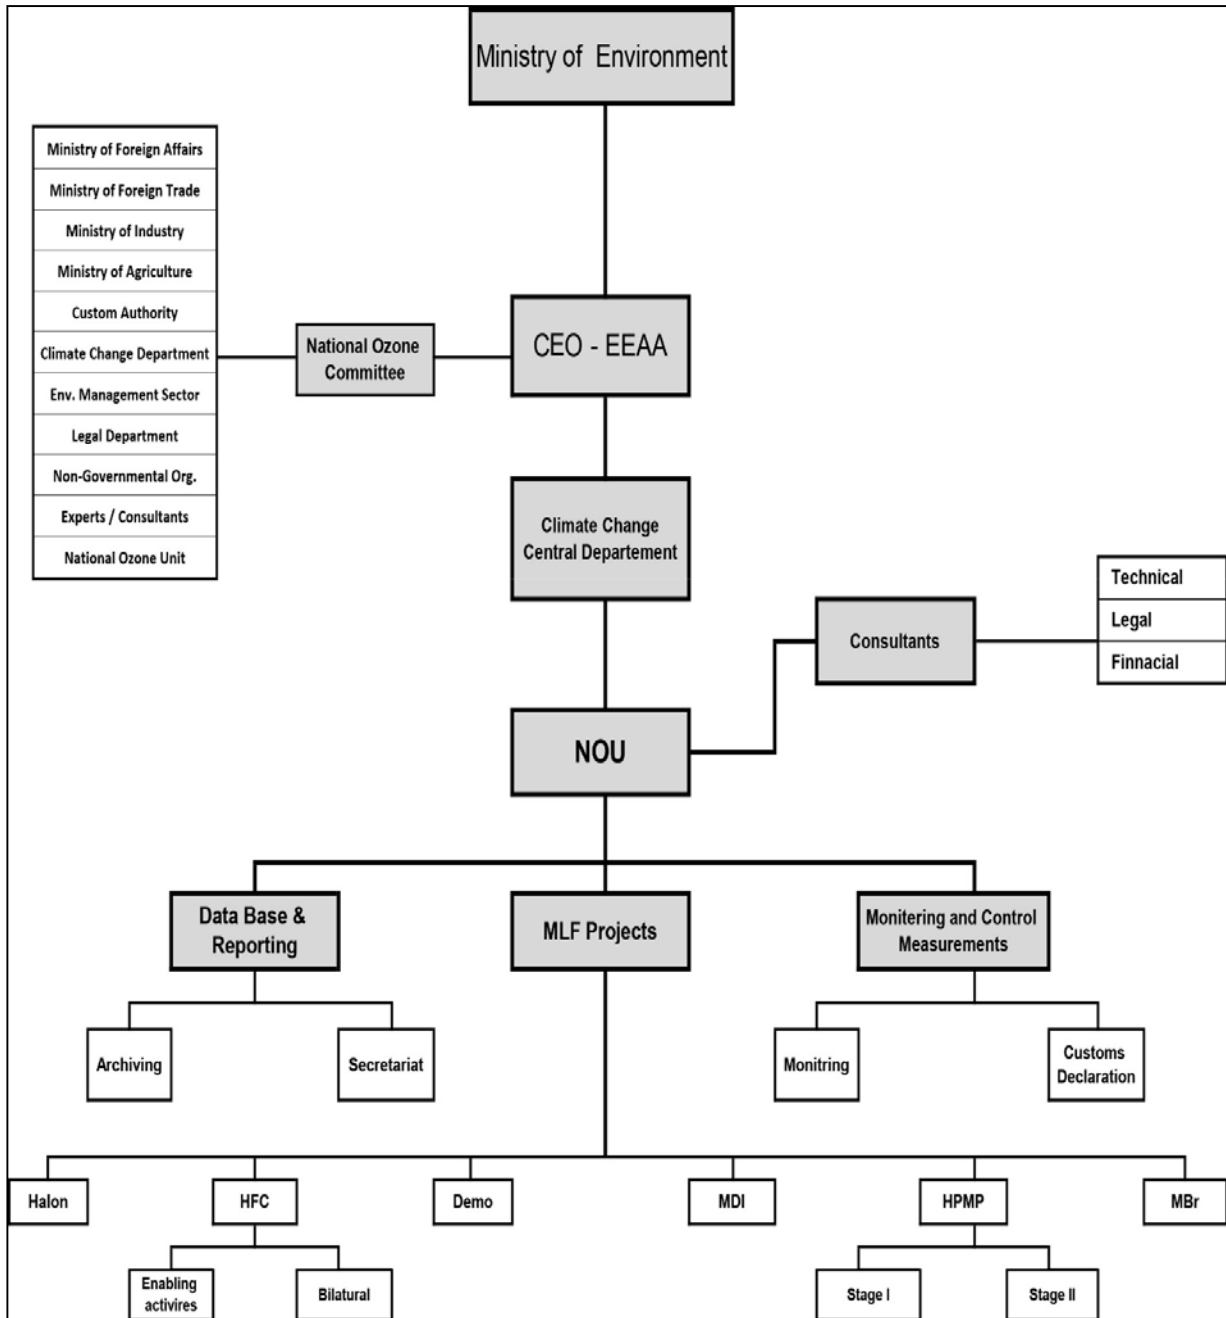 Ministry of Environment
Ministry of Foreign Affairs
Ministry of Foreign Trade
Ministry of Industry
Ministry of Agriculture
Custom Authority
Climate Change Department
Env. Management Sector
Legal Department
Non-Governmental Org.
Experts / Consultants
National Ozone Unit
National Ozone
Committee
CEO - EEAA
Climate Change
Central Departement
Consultants
Technical
Legal
Finnacial
NOU
Data Base &
Reporting
MLF Projects
Monitering and Control
Measurements
Archiving
Secretariat
Monitring
Customs
Declaration
Halon
HFC
Demo
MDI
HPMP
MBr
Enabling
activires
Bilatural
Stage I
Stage II